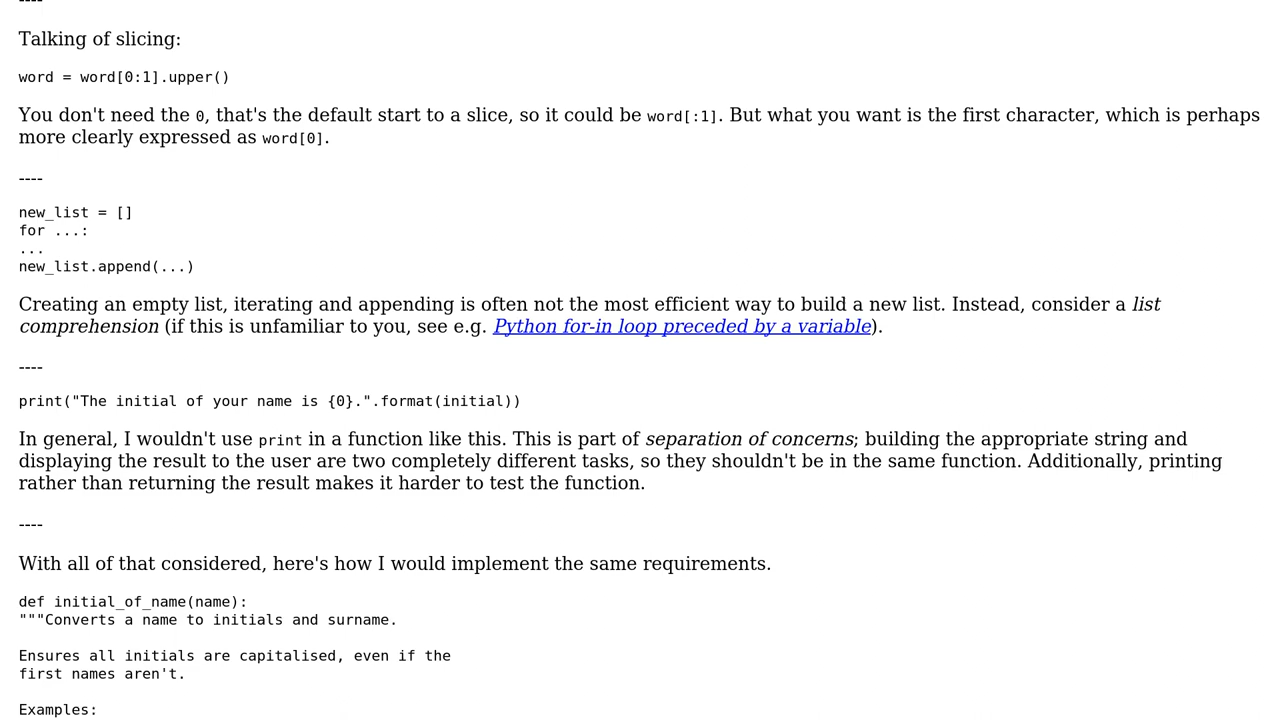 ----
Talking of slicing:
word = word[0:1].upper()
You don't need the 0, that's the default start to a slice, so it could be word[:1]. But what you want is the first character, which is perhaps
more clearly expressed as word[0].
----
new_list = []
for ...:
...
new_list.append(...)
Creating an empty list, iterating and appending is often not the most efficient way to build a new list. Instead, consider a list
comprehension (if this is unfamiliar to you, see e.g. Python for-in loop preceded by a variable).
----
print("The initial of your name is {0}.".format(initial))
In general, I wouldn't use print in a function like this. This is part of separation of concerns; building the appropriate string and
displaying the result to the user are two completely different tasks, so they shouldn't be in the same function. Additionally, printing
rather than returning the result makes it harder to test the function.
----
With all of that considered, here's how I would implement the same requirements.
def initial_of_name(name):
"""Converts a name to initials and surname.
Ensures all initials are capitalised, even if the
first names aren't.
Examples: